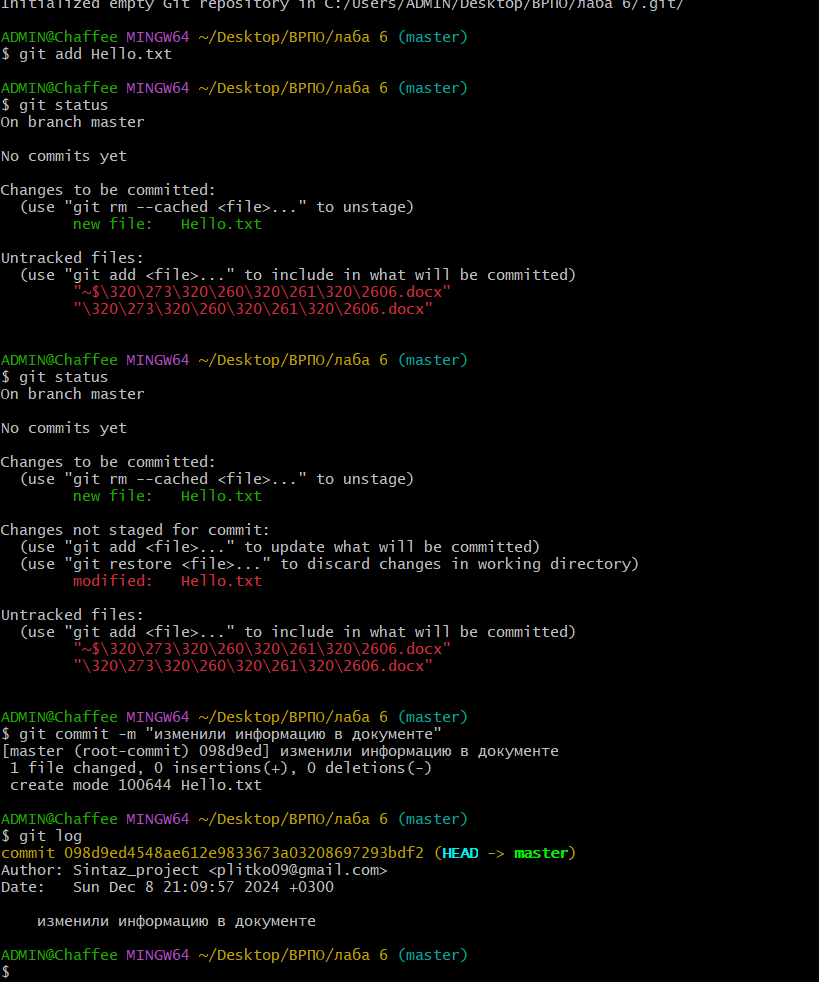 Initialized empty Git repository in C:/Users/ADMIN/Desktop/ВРПО/лаба 6/.git/
ADMIN@Chaffee MINGW64 ~/Desktop/ВРПО/лаба 6 (master)
$ git add Hello.txt
ADMIN@Chaffee MINGW64 ~/Desktop/ВРПО/лаба 6 (master)
$ git status
On branch master
No commits yet
Changes to be committed:
(use "git rm --cached <file>..." to unstage)
new file:   Hello.txt
Untracked files:
(use "git add <file>..." to include in what will be committed)
"~$\320\273\320\260\320\261\320\2606.docx"
"\320\273\320\260\320\261\320\2606.docx"
ADMIN@Chaffee MINGW64 ~/Desktop/ВРПО/лаба 6 (master)
$ git status
On branch master
No commits yet
Changes to be committed:
(use "git rm --cached <file>..." to unstage)
new file:   Hello.txt
Changes not staged for commit:
(use "git add <file>..." to update what will be committed)
(use "git restore <file>..." to discard changes in working directory)
modified:   Hello.txt
Untracked files:
(use "git add <file>..." to include in what will be committed)
"~$\320\273\320\260\320\261\320\2606.docx"
"\320\273\320\260\320\261\320\2606.docx"
ADMIN@Chaffee MINGW64 ~/Desktop/ВРПО/лаба 6 (master)
$ git commit -m "изменили информацию в документе"
[master (root-commit) 098d9ed] изменили информацию в документе
1 file changed, 0 insertions(+), 0 deletions(-)
create mode 100644 Hello.txt
ADMIN@Chaffee MINGW64 ~/Desktop/ВРПО/лаба 6 (master)
$ git log
commit 098d9ed4548ae612e9833673a03208697293bdf2 (HEAD -> master)
Author: Sintaz_project <plitko09@gmail.com>
Date:   Sun Dec 8 21:09:57 2024 +0300
изменили информацию в документе
ADMIN@Chaffee MINGW64 ~/Desktop/ВРПО/лаба 6 (master)
$